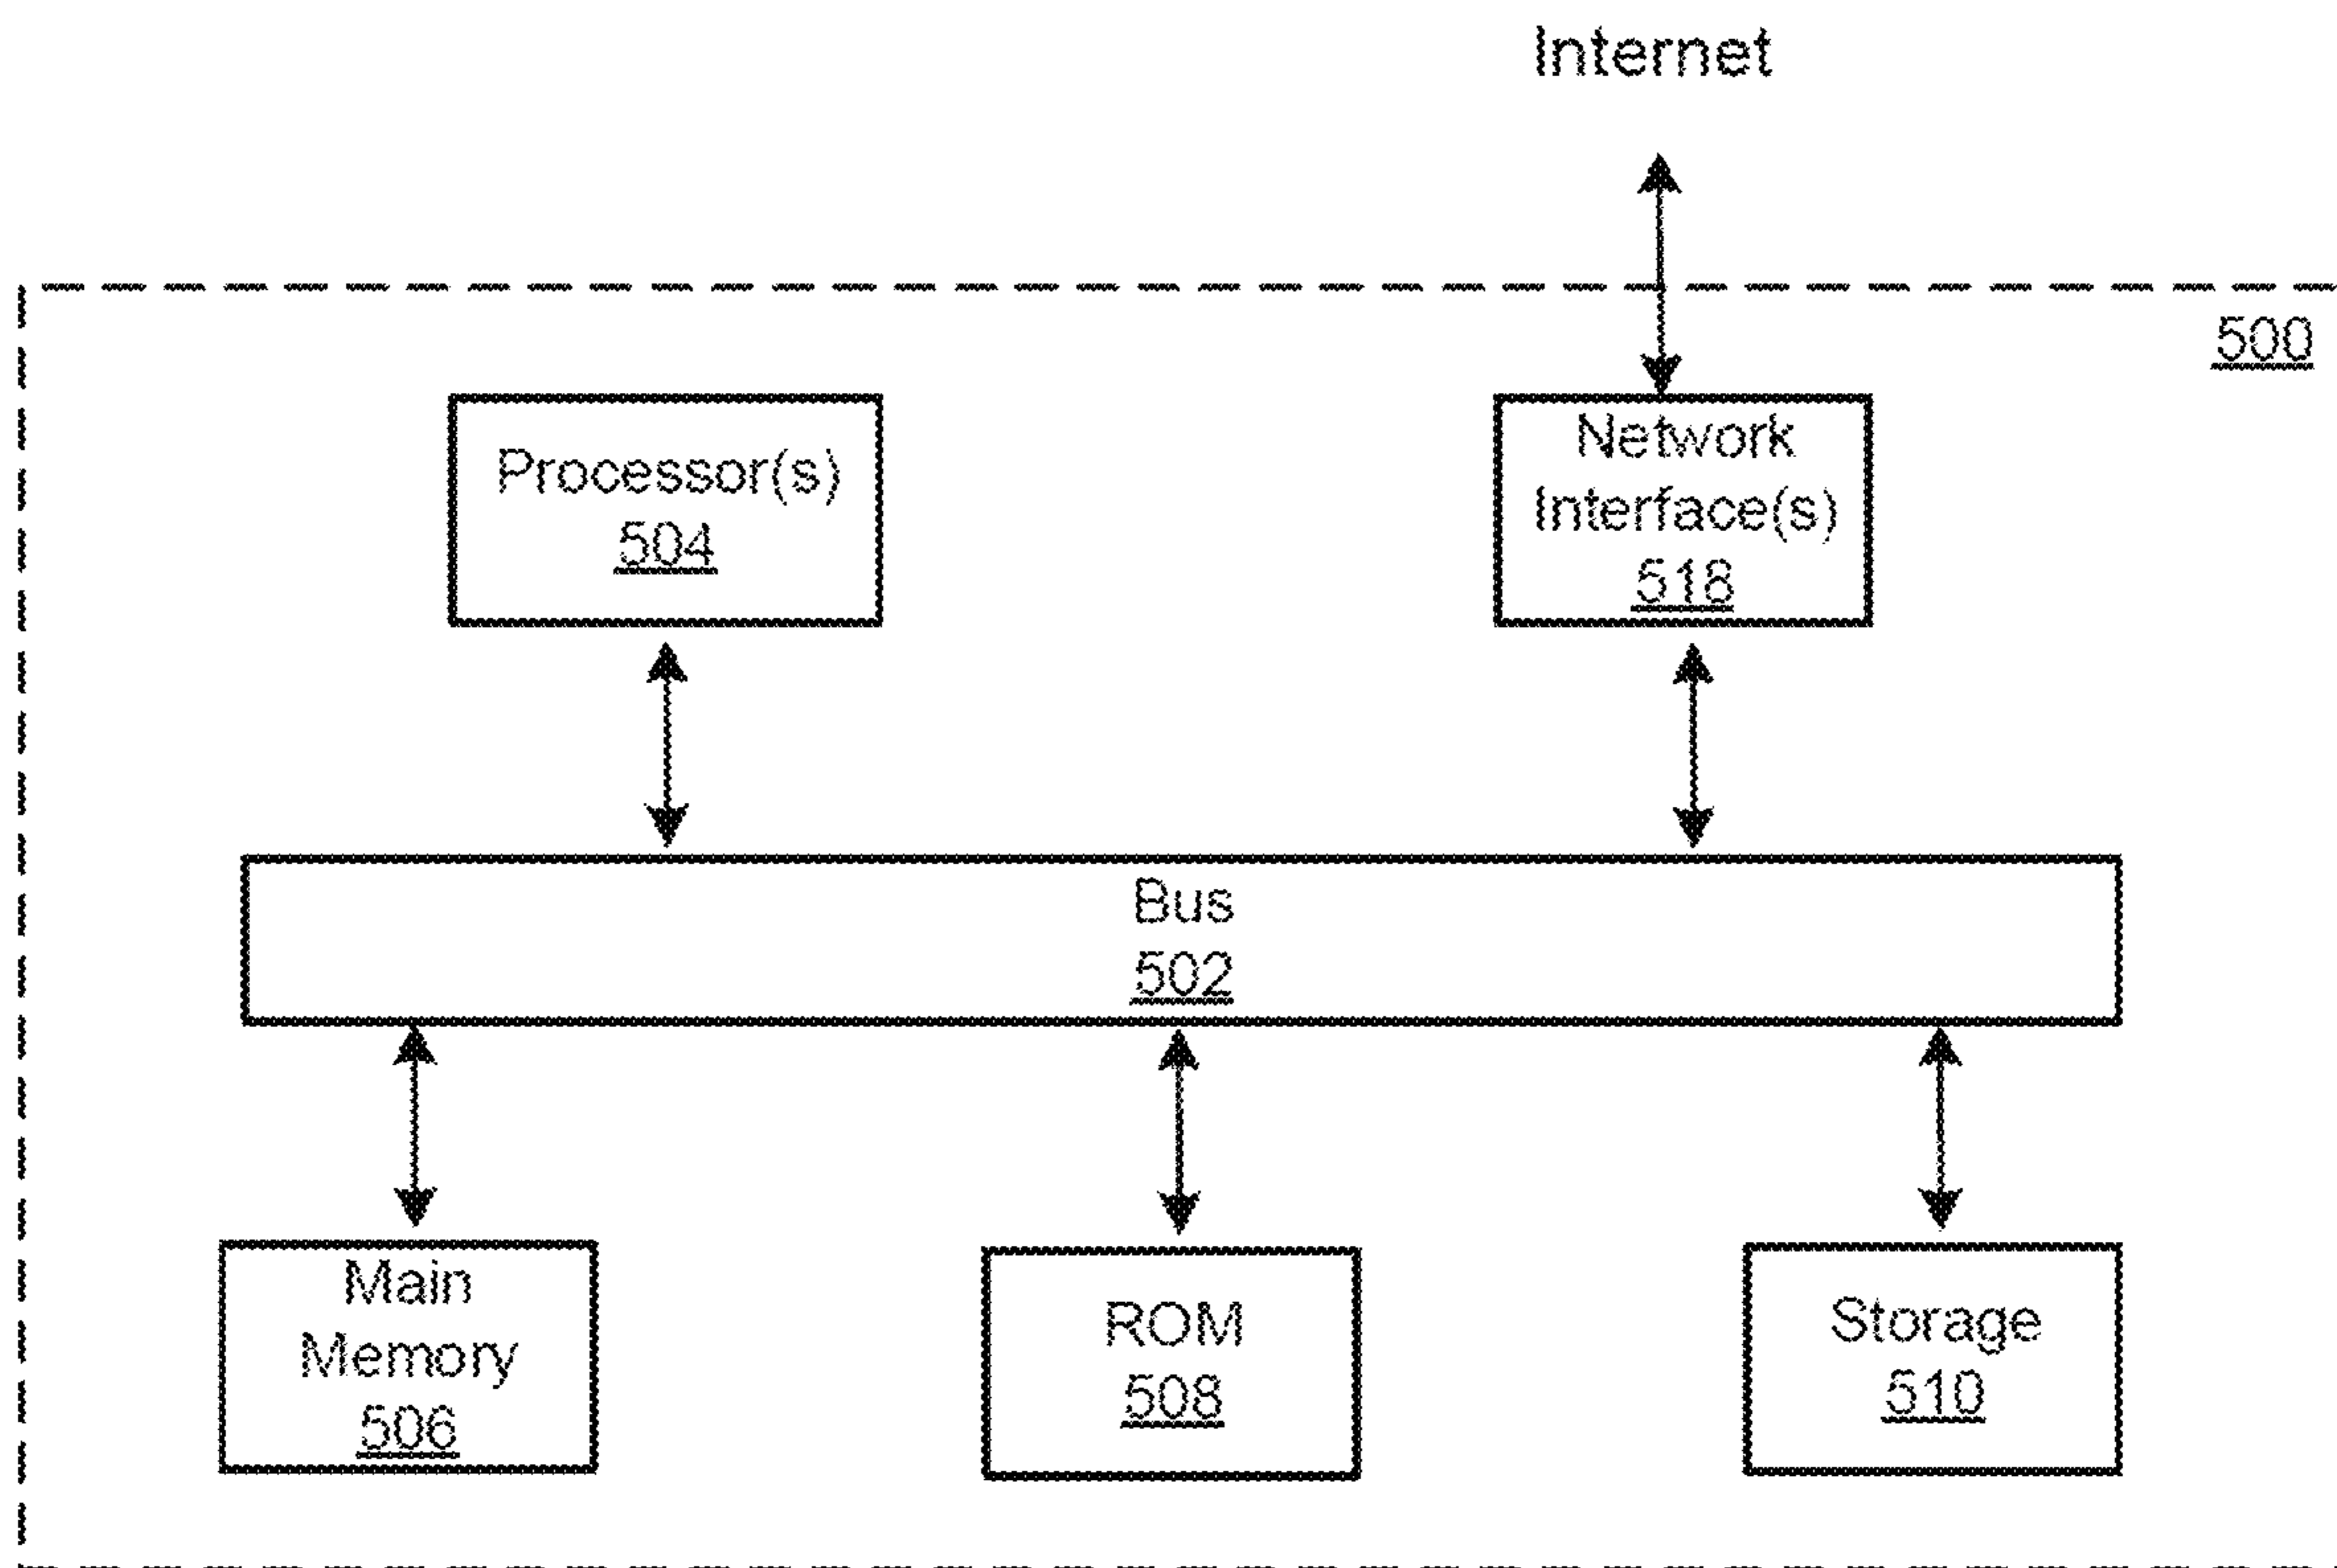 Internet
500
Processor(s)
504
Network
Interface(s)
518
Bus
502
Main
Memory
506
ROM
508
Storage
510